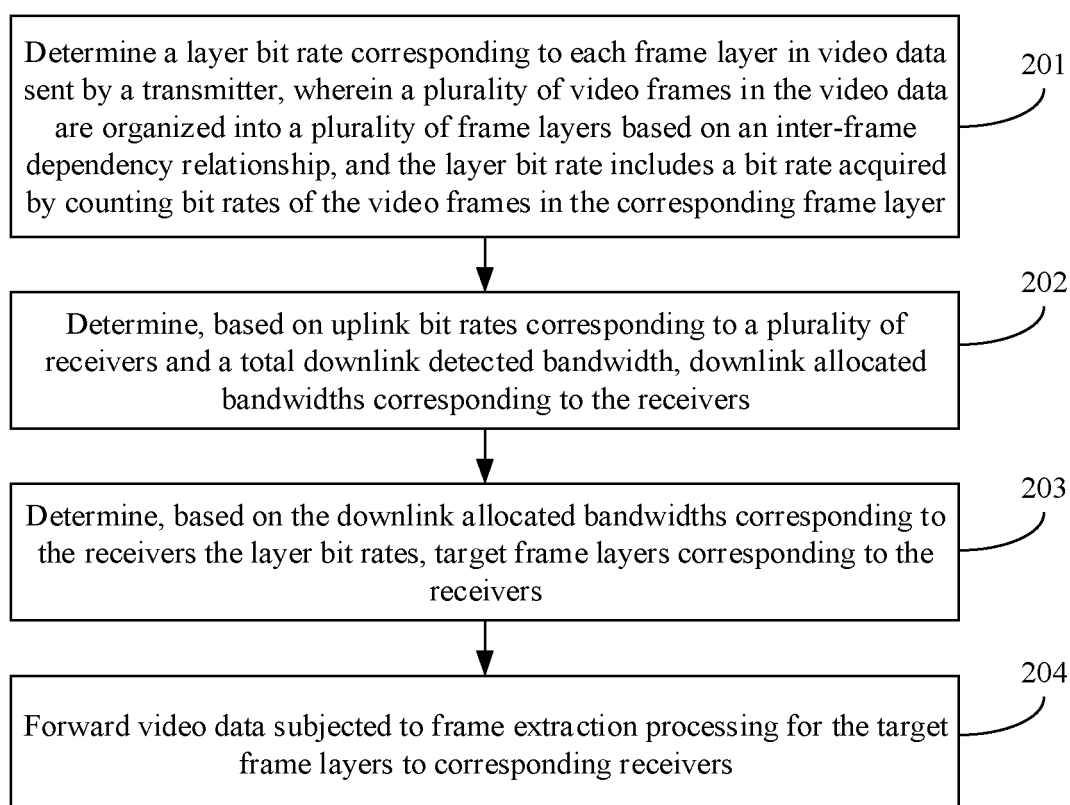 Determine a layer bit rate corresponding to each frame layer in video data
sent by a transmitter, wherein a plurality of video frames in the video data
are organized into a plurality of frame layers based on an inter-frame
dependency relationship, and the layer bit rate includes a bit rate acquired
by counting bit rates of the video frames in the corresponding frame layer
201
Determine, based on uplink bit rates corresponding to a plurality of
receivers and a total downlink detected bandwidth, downlink allocated
bandwidths corresponding to the receivers
202
Determine, based on the downlink allocated bandwidths corresponding to
the receivers the layer bit rates, target frame layers corresponding to the
receivers
203
Forward video data subjected to frame extraction processing for the target
frame layers to corresponding receivers
204